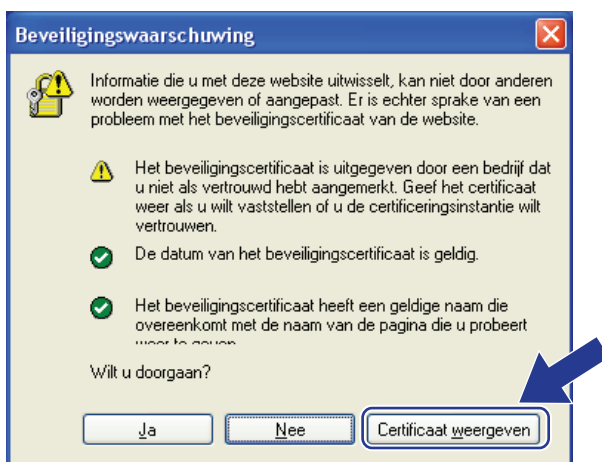 Beveiligingswaarschuwing
Informatie die u met deze website uitwisselt, kan niet door anderen
worden weergegeven of aangepast. Er is echter sprake van een
probleem met het beveiligingscertificaat van de website.
Het beveiligingscertificaat is uitgegeven door een bedrijf dat
u niet als vertrouwd hebt aangemerkt. Geef het certificaat
weer als u wilt vaststellen of u de certificeringsinstantie wilt
vertrouwen.
De datum van het beveiligingscertificaat is geldig.
Het beveiligingscertificaat heeft een geldige naam die
overeenkomt met de naam van de pagina die u probeert
Wilt u doorgaan?
Ja
Nee
Certificaat weergeven